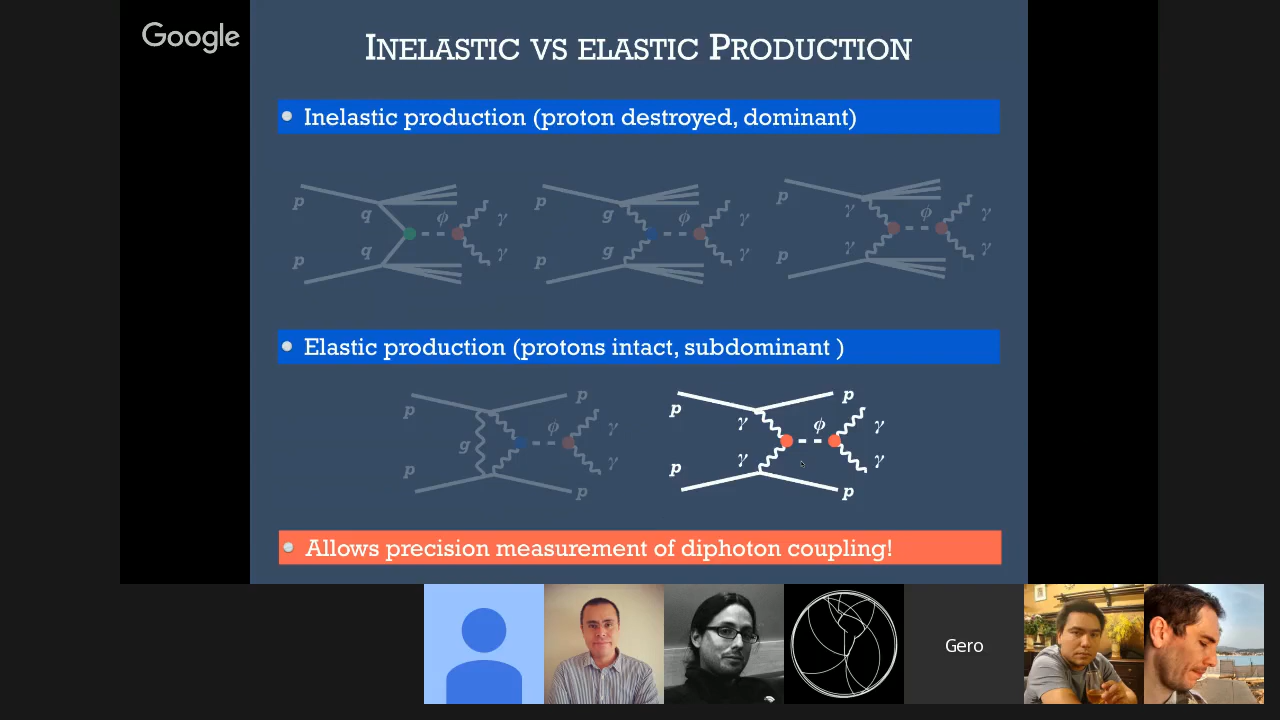 Google
INELASTIC VS ELASTIC PRODUCTION
Inelastic production (proton destroyed, dominant)
p q q p ϕ γ γ
p g g p ϕ γ γ
p γ γ p ϕ γ γ
Elastic production (protons intact, subdominant )
p g p ϕ γ γ p p
p γ γ p ϕ γ γ p p
Allows precision measurement of diphoton coupling!
Gero